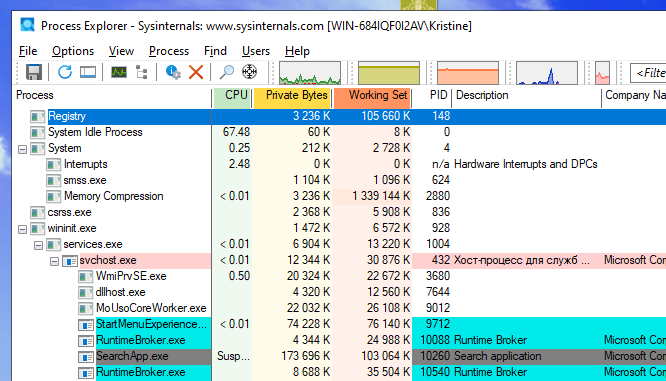 Process Explorer - Sysinternals: www.sysinternals.com [WIN-684IQF0I2AV\Kristine]
File Options View Process Find Users Help
<Filte
Process CPU Private Bytes Working Set PID Description Company Name
Registry 3 236 K 105 660 K 148
System Idle Process 67.48 60 K 8 K 0
System 0.25 212 K 2 728 K 4
Interrupts 2.48 0 K 0 K n/a Hardware Interrupts and DPCs
smss.exe 1 104 K 1 096 K 624
Memory Compression < 0.01 3 236 K 1 339 144 K 2880
csrss.exe 2 368 K 5 908 K 836
wininit.exe 1 472 K 6 572 K 928
services.exe < 0.01 6 904 K 13 220 K 1004
svchost.exe < 0.01 12 344 K 30 876 K 432 Хост-процесс для служб ... Microsoft Co
WmiPrvSE.exe 0.50 20 324 K 22 672 K 3680
dllhost.exe 4 320 K 12 560 K 7644
MoUsoCoreWorker.exe 22 032 K 26 108 K 9012
StartMenuExperience... < 0.01 74 228 K 76 140 K 9712
RuntimeBroker.exe 4 344 K 24 988 K 10088 Runtime Broker Microsoft Co
SearchApp.exe Susp... 173 696 K 103 064 K 10260 Search application Microsoft Co
RuntimeBroker.exe 8 688 K 35 504 K 10540 Runtime Broker Microsoft Co